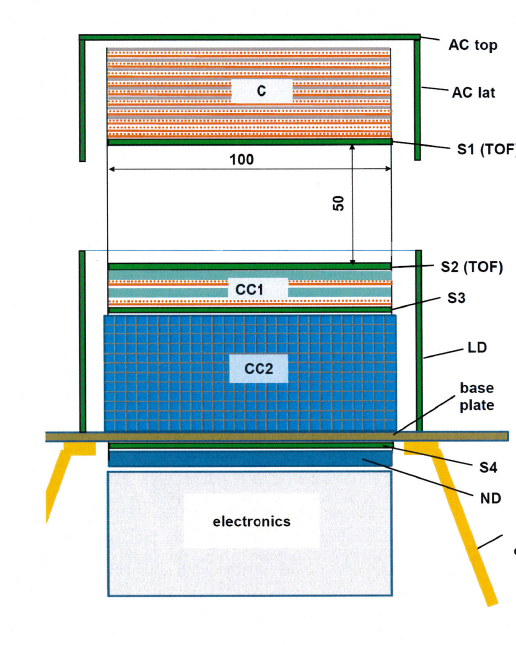 AC top
C
AC lat
S1 (TOF
100
50
S2 (TOF)
CC1
S3
LD
CC2
base
plate
S4
ND
electronics